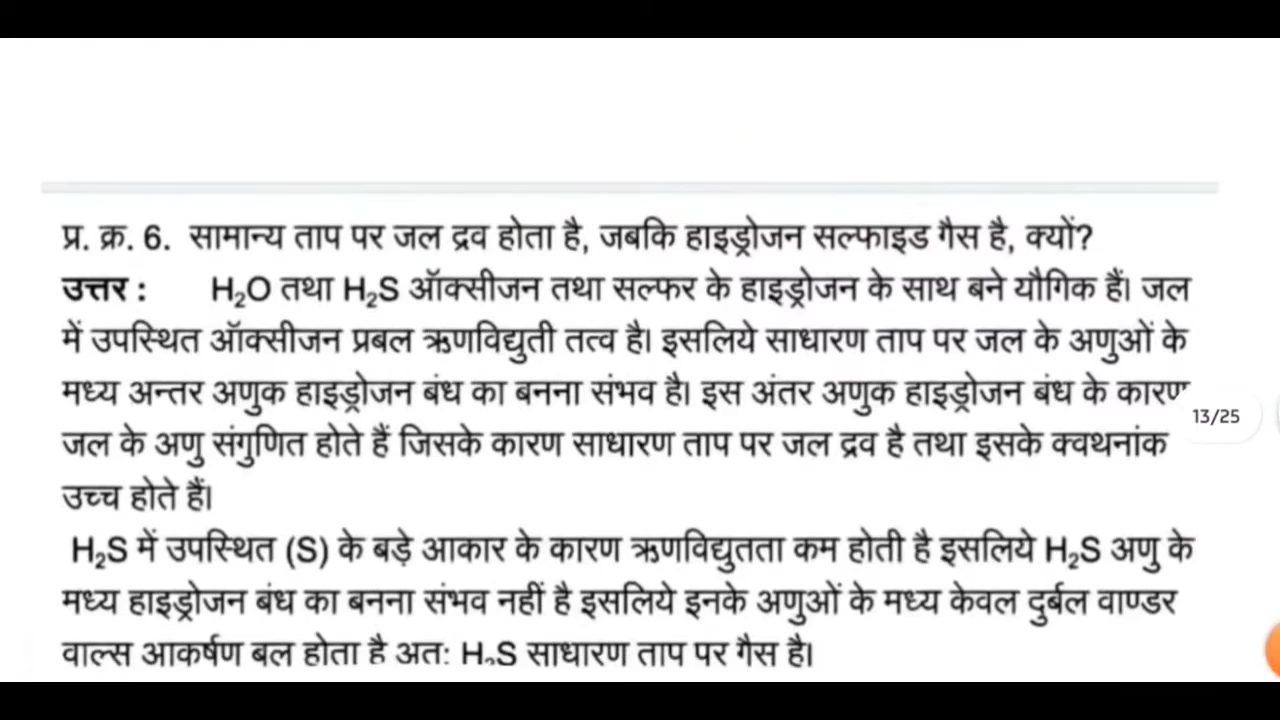 प्र. क्र. 6. सामान्य ताप पर जल द्रव होता है, जबकि हाइड्रोजन सल्फाइड गैस है, क्यों?
उत्तर : H₂O तथा H₂S ऑक्सीजन तथा सल्फर के हाइड्रोजन के साथ बने यौगिक हैं। जल
में उपस्थित ऑक्सीजन प्रबल ऋणविद्युती तत्व है। इसलिये साधारण ताप पर जल के अणुओं के
मध्य अन्तर अणुक हाइड्रोजन बंध का बनना संभव है। इस अंतर अणुक हाइड्रोजन बंध के कारण
13/25
जल के अणु संगुणित होते हैं जिसके कारण साधारण ताप पर जल द्रव है तथा इसके क्वथनांक
उच्च होते हैं।
H₂S में उपस्थित (S) के बड़े आकार के कारण ऋणविद्युतता कम होती है इसलिये H₂S अणु के
मध्य हाइड्रोजन बंध का बनना संभव नहीं है इसलिये इनके अणुओं के मध्य केवल दुर्बल वाण्डर
वाल्स आकर्षण बल होता है अत: H₂S साधारण ताप पर गैस है।